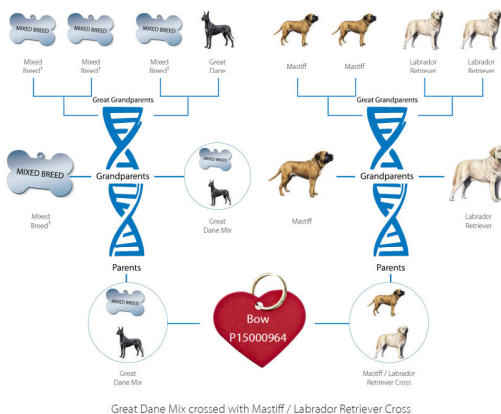 MIXED BREED
MIXED BREED
MIXED BREED
Mixed
Breed†
Mixed
Breed†
Mixed
Breed†
Great
Dane
Mastiff
Mastiff
Labrador
Retriever
Labrador
Retriever
Great Grandparents
Great Grandparents
MIXED BREED
Grandparents
MIXED BREED
Grandparents
Mixed
Breed†
Great
Dane Mix
Mastiff
Labrador
Retriever
Parents
Parents
MIXED BREED
Bow
P15000964
Great
Dane Mix
Mastiff / Labrador
Retriever Cross
Great Dane Mix crossed with Mastiff / Labrador Retriever Cross